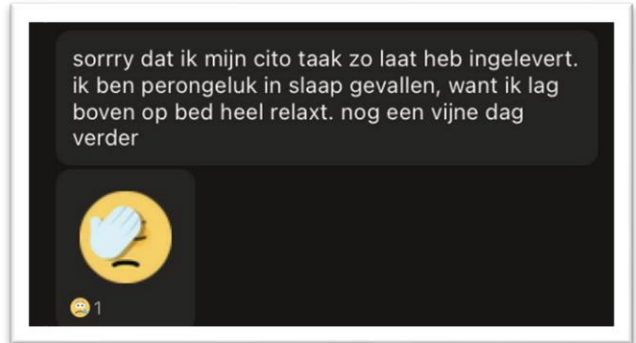 sorrry dat ik mijn cito taak zo laat heb ingelevert.
ik ben perongeluk in slaap gevallen, want ik lag
boven op bed heel relaxt. nog een vijne dag
verder
1